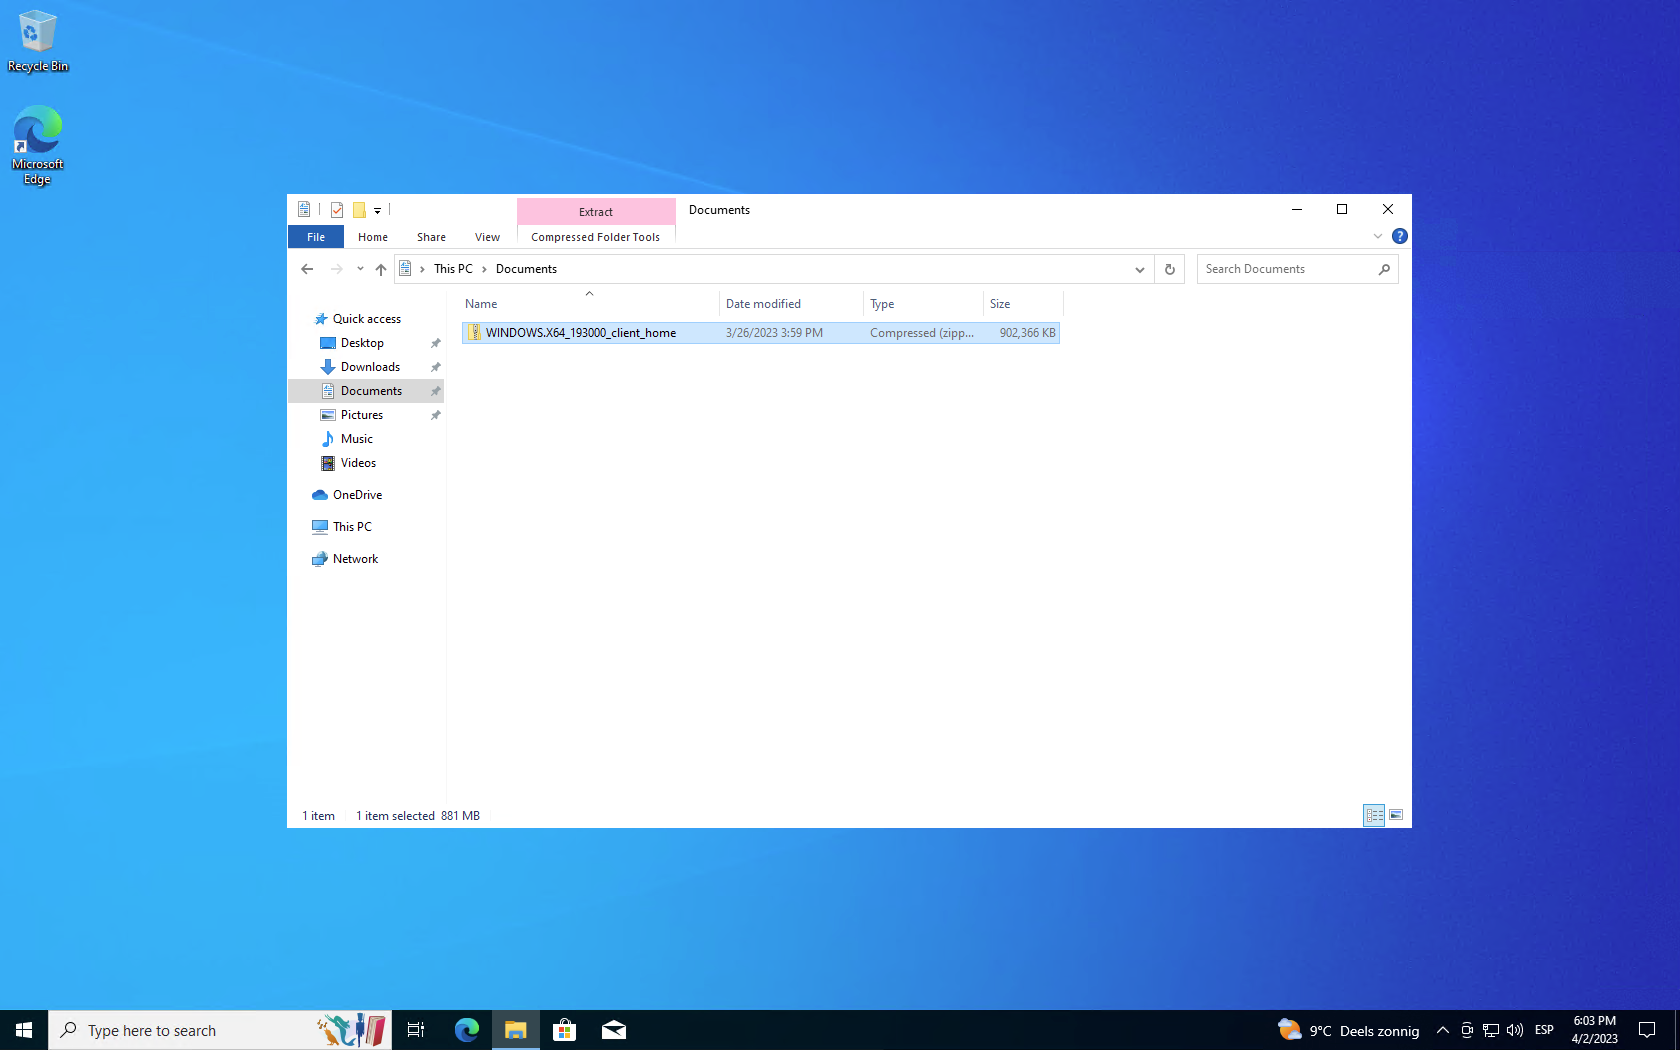 Recycle Bin
Microsoft
Edge
Extract
Documents
File
Home
Share
View
Compressed Folder Tools
?
This PC
Documents
Search Documents
Name
Date modified
Type
Size
WINDOWS.X64_193000_client_home
3/26/2023 3:59 PM
Compressed (zipp...
902,366 KB
Quick access
Desktop
Downloads
Documents
Pictures
Music
Videos
OneDrive
This PC
Network
1 item
1 item selected 881 MB
Type here to search
9°C Deels zonnig
ESP
6:03 PM
4/2/2023